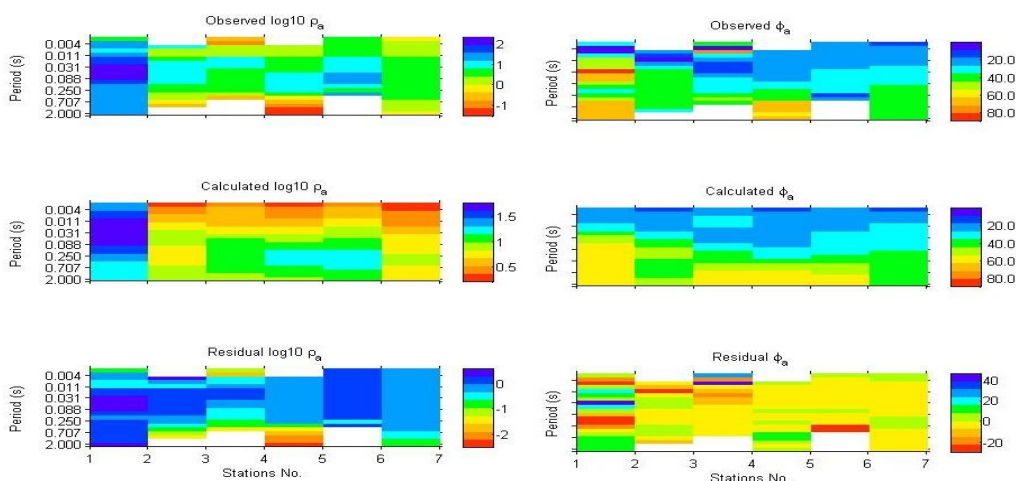 Observed log10 ρa
Period (s)
0.004
0.011
0.031
0.088
0.250
0.707
2.000
2
1
0
-1
Observed ϕa
Period (s)
20.0
40.0
60.0
80.0
Calculated log10 ρa
Period (s)
0.004
0.011
0.031
0.088
0.250
0.707
2.000
1.5
1
0.5
Calculated ϕa
Period (s)
20.0
40.0
60.0
80.0
Residual log10 ρa
Period (s)
0.004
0.011
0.031
0.088
0.250
0.707
2.000
0
-1
-2
1 2 3 4 5 6 7
Stations No.
Residual ϕa
Period (s)
40
20
0
-20
1 2 3 4 5 6 7
Stations No.